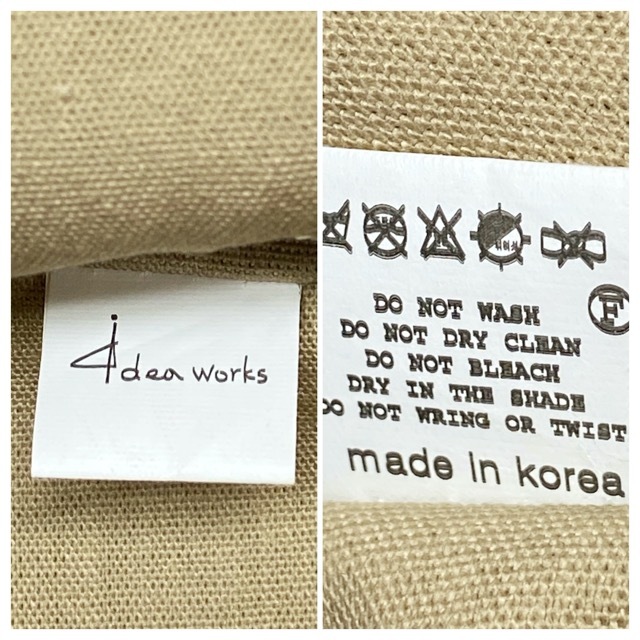 idea works
DO NOT WASH
F
DO NOT DRY CLEAN
DO NOT BLEACH
DRY IN THE SHADE
DO NOT WRING OR TWIST
made in korea